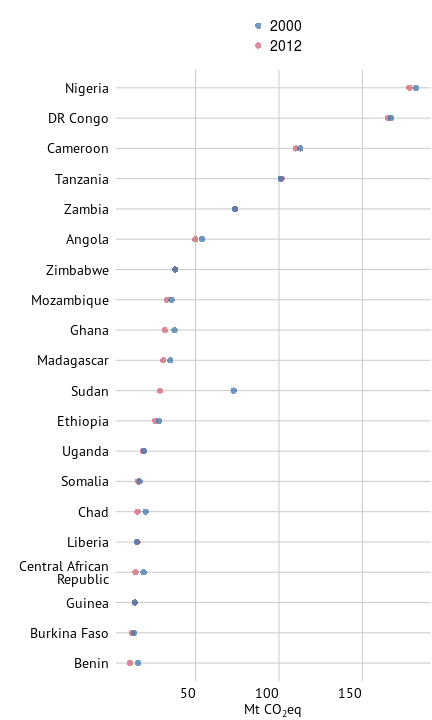 2000
2012
Nigeria
DR Congo
Cameroon
Tanzania
Zambia
Angola
Zimbabwe
Mozambique
Ghana
Madagascar
Sudan
Ethiopia
Uganda
Somalia
Chad
Liberia
Central African
Republic
Guinea
Burkina Faso
Benin
50 100 150
Mt CO₂eq